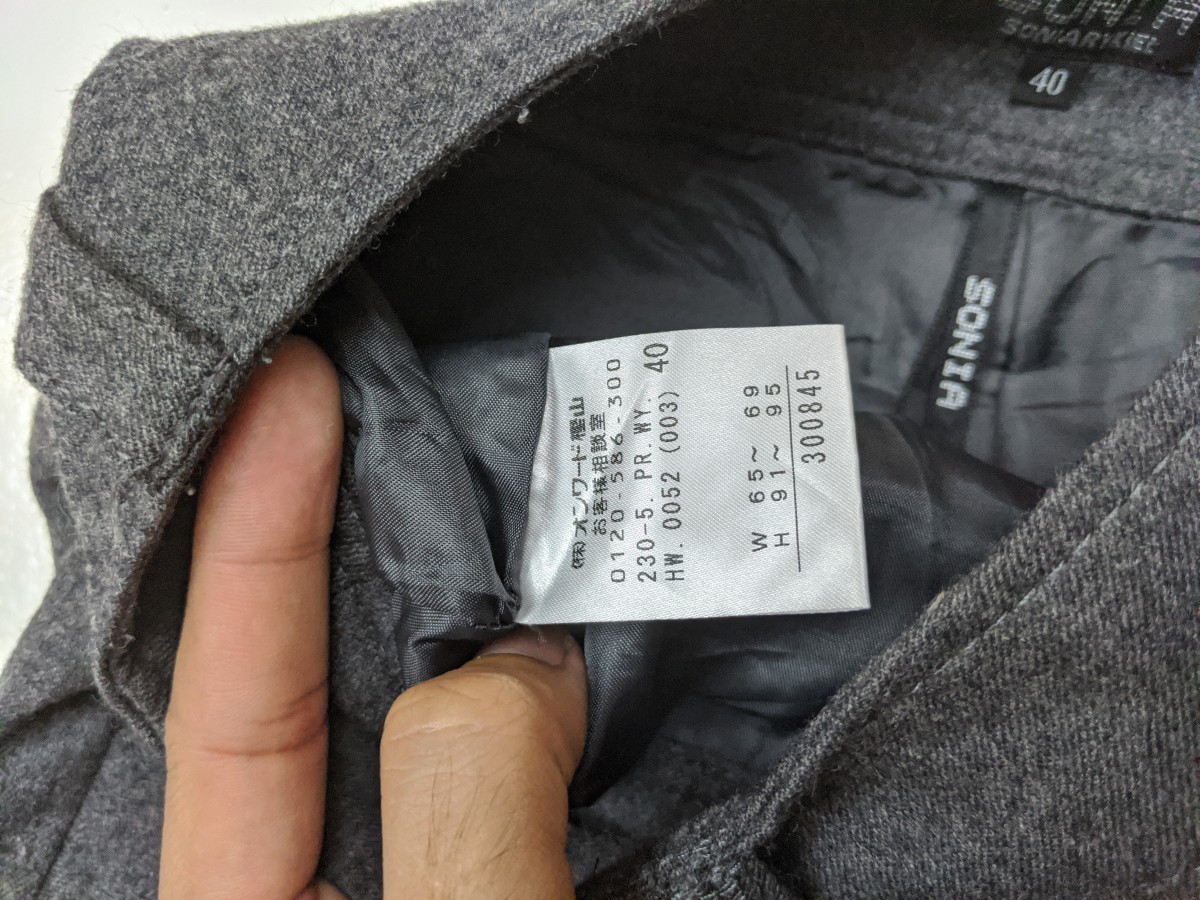 SONIA RYKIEL
40
SONIA
(株)オンワード樫山
お客様相談室
0120-586-300
230-5. PR. WY. 40
HW. 0052 (003)
W 65～ 69
H 91～ 95
300845